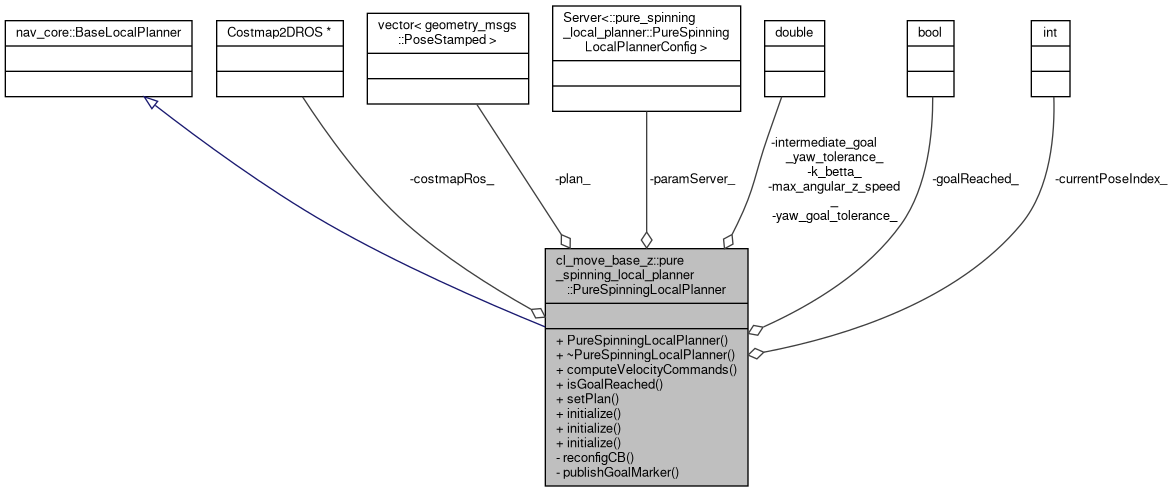 nav_core::BaseLocalPlanner
Costmap2DROS *
vector< geometry_msgs
::PoseStamped >
Server<::pure_spinning
_local_planner::PureSpinning
LocalPlannerConfig >
double
bool
int
-costmapRos_
-plan_
-paramServer_
-intermediate_goal
_yaw_tolerance_
-k_betta_
-max_angular_z_speed
_
-yaw_goal_tolerance_
-goalReached_
-currentPoseIndex_
cl_move_base_z::pure
_spinning_local_planner
::PureSpinningLocalPlanner
+ PureSpinningLocalPlanner()
+ ~PureSpinningLocalPlanner()
+ computeVelocityCommands()
+ isGoalReached()
+ setPlan()
+ initialize()
+ initialize()
+ initialize()
- reconfigCB()
- publishGoalMarker()